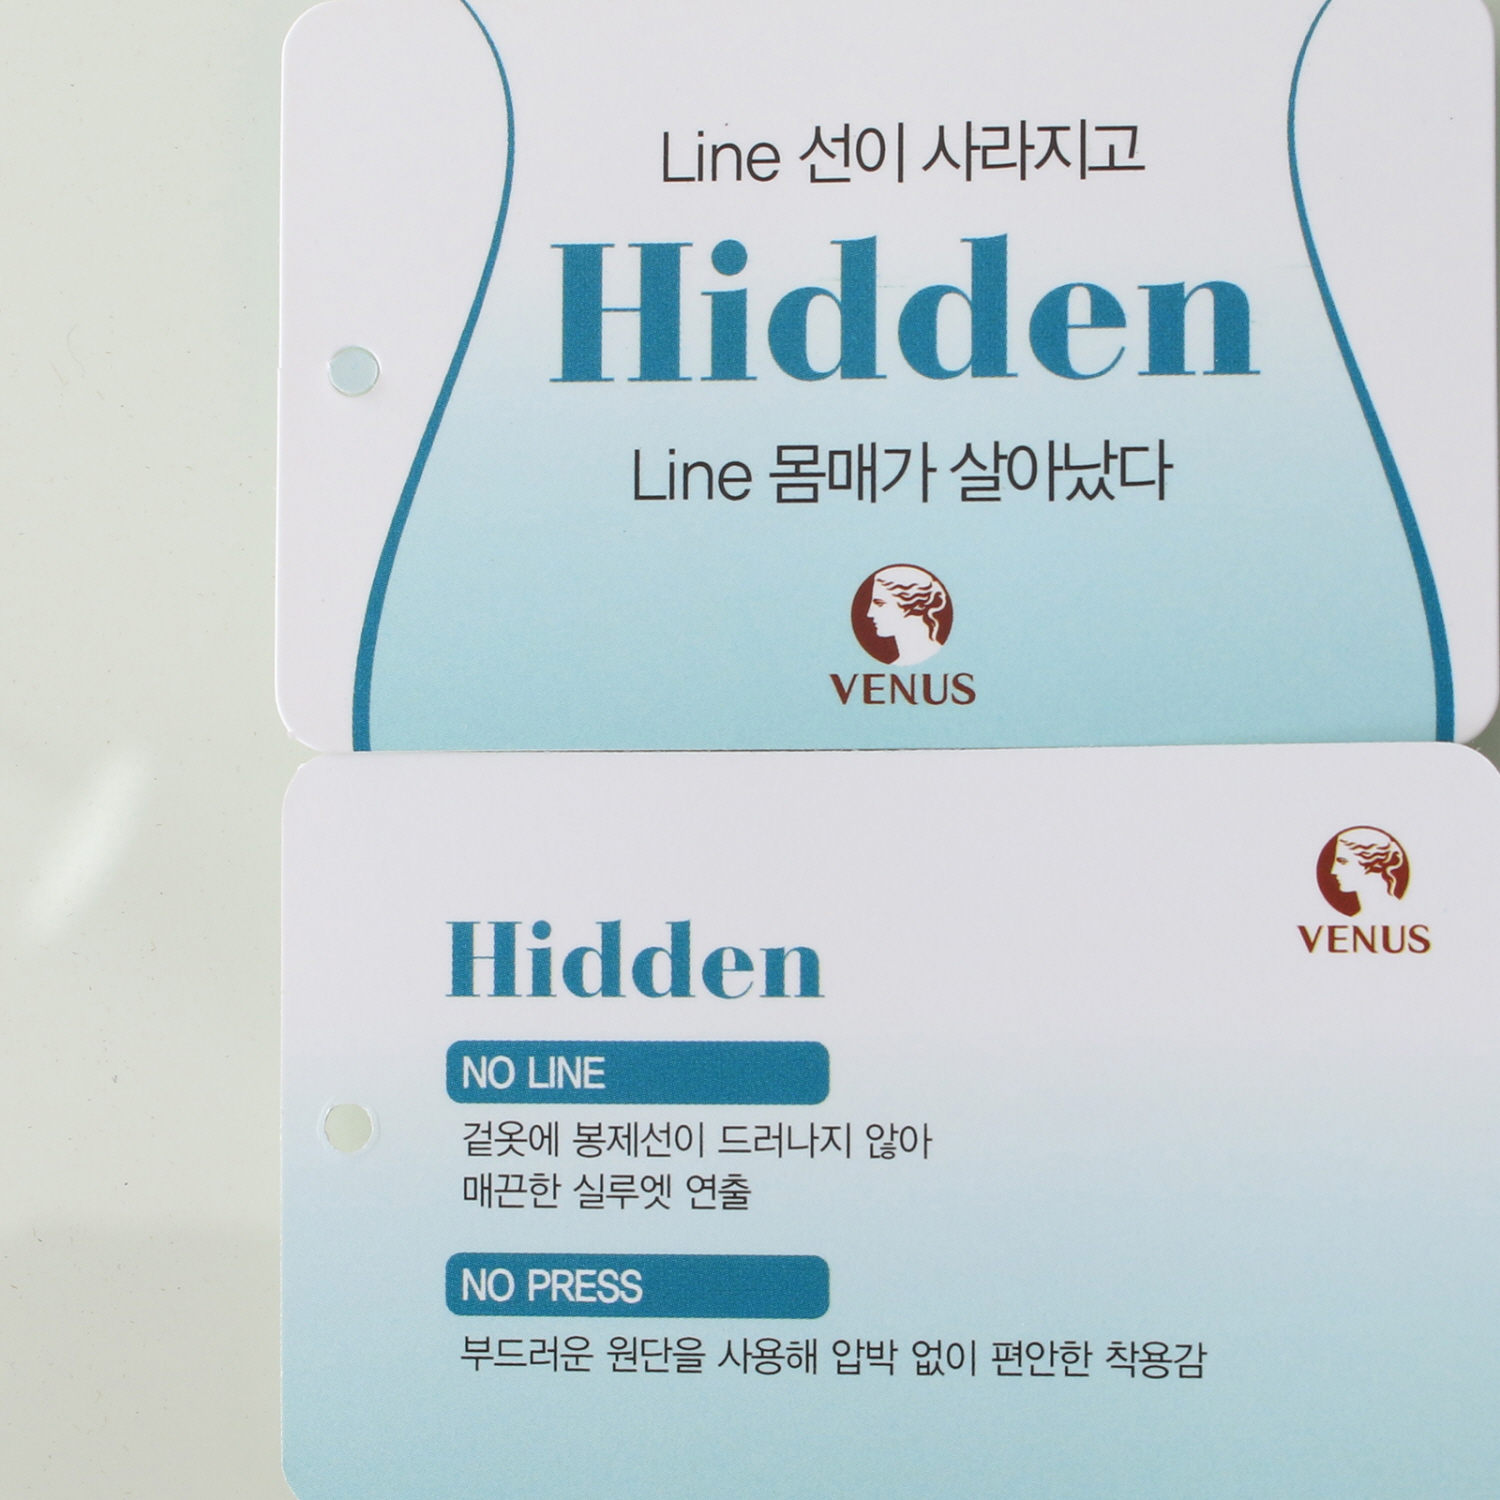 Line 선이 사라지고
Hidden
Line 몸매가 살아났다
VENUS
VENUS
Hidden
NO LINE
겉옷에 봉제선이 드러나지 않아
매끈한 실루엣 연출
NO PRESS
부드러운 원단을 사용해 압박 없이 편안한 착용감